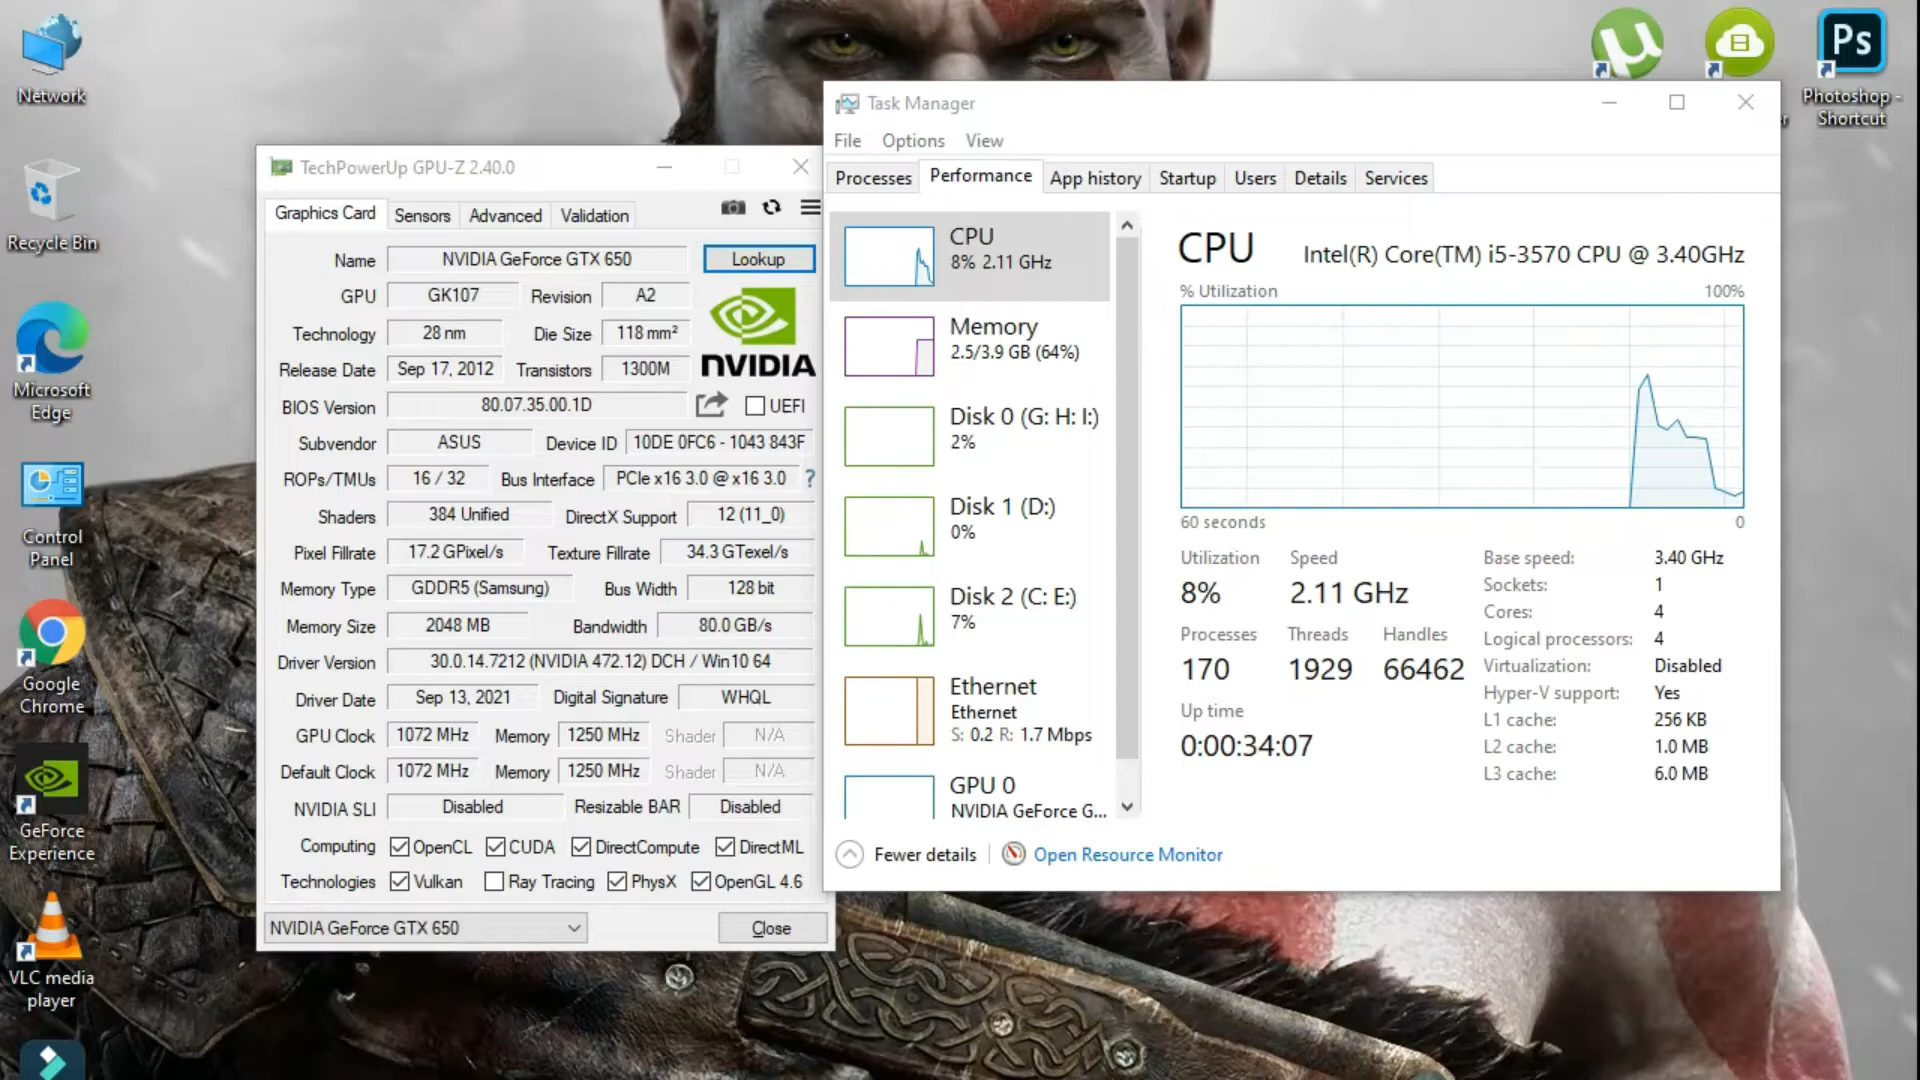 Network
Recycle Bin
Microsoft
Edge
Control
Panel
Google
Chrome
GeForce
Experience
VLC media
player
Ps
Photoshop -
Shortcut
TechPowerUp GPU-Z 2.40.0
Graphics Card Sensors Advanced Validation
Name NVIDIA GeForce GTX 650 Lookup
GPU GK107 Revision A2
Technology 28 nm Die Size 118 mm²
Release Date Sep 17, 2012 Transistors 1300M
NVIDIA
BIOS Version 80.07.35.00.1D UEFI
Subvendor ASUS Device ID 10DE 0FC6 - 1043 843F
ROPs/TMUs 16 / 32 Bus Interface PCIe x16 3.0 @ x16 3.0 ?
Shaders 384 Unified DirectX Support 12 (11_0)
Pixel Fillrate 17.2 GPixel/s Texture Fillrate 34.3 GTexel/s
Memory Type GDDR5 (Samsung) Bus Width 128 bit
Memory Size 2048 MB Bandwidth 80.0 GB/s
Driver Version 30.0.14.7212 (NVIDIA 472.12) DCH / Win10 64
Driver Date Sep 13, 2021 Digital Signature WHQL
GPU Clock 1072 MHz Memory 1250 MHz Shader N/A
Default Clock 1072 MHz Memory 1250 MHz Shader N/A
NVIDIA SLI Disabled Resizable BAR Disabled
Computing OpenCL CUDA DirectCompute DirectML
Technologies Vulkan Ray Tracing PhysX OpenGL 4.6
NVIDIA GeForce GTX 650 Close
Task Manager
File Options View
Processes Performance App history Startup Users Details Services
CPU
8% 2.11 GHz
Memory
2.5/3.9 GB (64%)
Disk 0 (G: H: I:)
2%
Disk 1 (D:)
0%
Disk 2 (C: E:)
7%
Ethernet
Ethernet
S: 0.2 R: 1.7 Mbps
GPU 0
NVIDIA GeForce G...
CPU Intel(R) Core(TM) i5-3570 CPU @ 3.40GHz
% Utilization 100%
60 seconds 0
Utilization Speed
8% 2.11 GHz
Processes Threads Handles
170 1929 66462
Up time
0:00:34:07
Base speed: 3.40 GHz
Sockets: 1
Cores: 4
Logical processors: 4
Virtualization: Disabled
Hyper-V support: Yes
L1 cache: 256 KB
L2 cache: 1.0 MB
L3 cache: 6.0 MB
Fewer details Open Resource Monitor